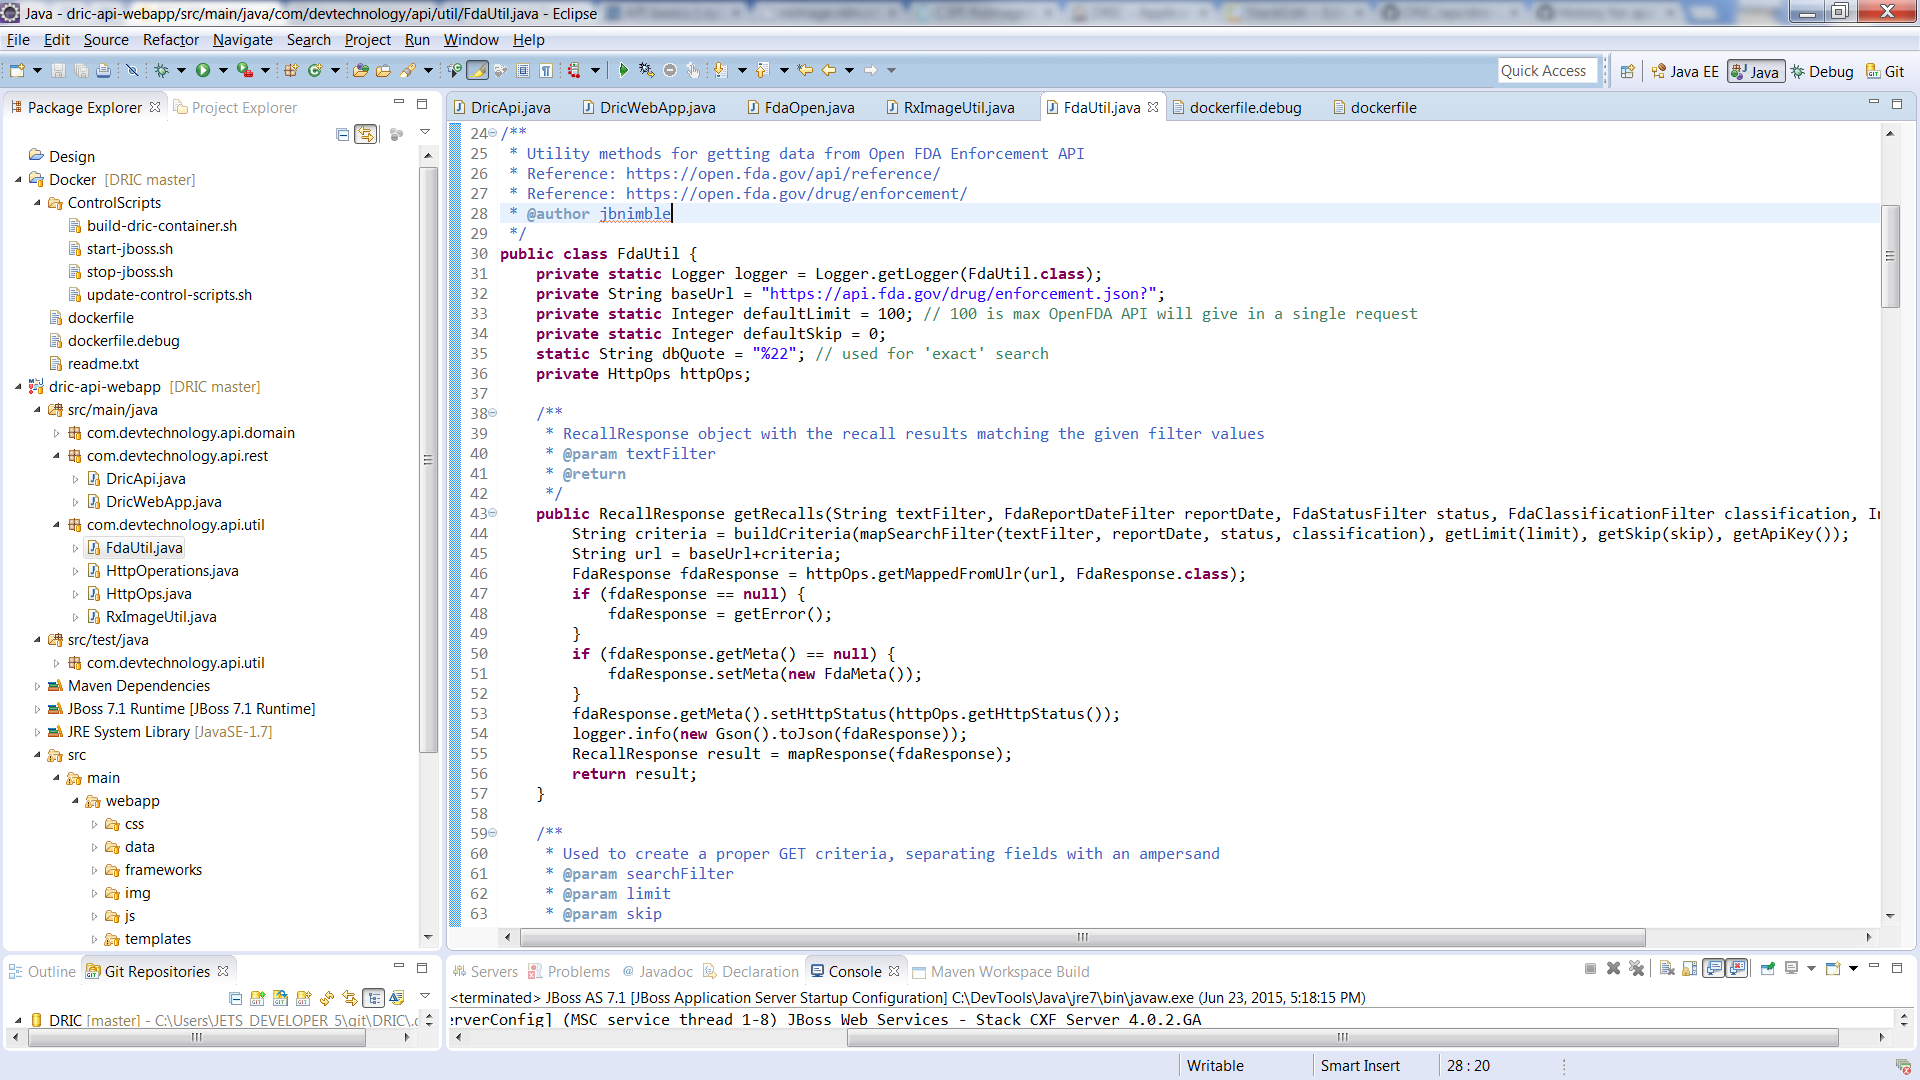 Java - dric-api-webapp/src/main/java/com/devtechnology/api/util/FdaUtil.java - Eclipse
File Edit Source Refactor Navigate Search Project Run Window Help
Quick Access Java EE Java Debug Git
Package Explorer Project Explorer
Design
Docker [DRIC master]
ControlScripts
build-dric-container.sh
start-jboss.sh
stop-jboss.sh
update-control-scripts.sh
dockerfile
dockerfile.debug
readme.txt
dric-api-webapp [DRIC master]
src/main/java
com.devtechnology.api.domain
com.devtechnology.api.rest
DricApi.java
DricWebApp.java
com.devtechnology.api.util
FdaUtil.java
HttpOperations.java
HttpOps.java
RxImageUtil.java
src/test/java
com.devtechnology.api.util
Maven Dependencies
JBoss 7.1 Runtime [JBoss 7.1 Runtime]
JRE System Library [JavaSE-1.7]
src
main
webapp
css
data
frameworks
img
js
templates
Outline Git Repositories
DRIC [master] - C:\Users\JETS_DEVELOPER_5\git\DRIC\.
DricApi.java DricWebApp.java FdaOpen.java RxImageUtil.java FdaUtil.java dockerfile.debug dockerfile
24 /**
25 * Utility methods for getting data from Open FDA Enforcement API
26 * Reference: https://open.fda.gov/api/reference/
27 * Reference: https://open.fda.gov/drug/enforcement/
28 * @author jbnimble
29 */
30 public class FdaUtil {
31 private static Logger logger = Logger.getLogger(FdaUtil.class);
32 private String baseUrl = "https://api.fda.gov/drug/enforcement.json?";
33 private static Integer defaultLimit = 100; // 100 is max OpenFDA API will give in a single request
34 private static Integer defaultSkip = 0;
35 static String dbQuote = "%22"; // used for 'exact' search
36 private HttpOps httpOps;
37
38 /**
39 * RecallResponse object with the recall results matching the given filter values
40 * @param textFilter
41 * @return
42 */
43 public RecallResponse getRecalls(String textFilter, FdaReportDateFilter reportDate, FdaStatusFilter status, FdaClassificationFilter classification, In
44 String criteria = buildCriteria(mapSearchFilter(textFilter, reportDate, status, classification), getLimit(limit), getSkip(skip), getApiKey());
45 String url = baseUrl+criteria;
46 FdaResponse fdaResponse = httpOps.getMappedFromUlr(url, FdaResponse.class);
47 if (fdaResponse == null) {
48 fdaResponse = getError();
49 }
50 if (fdaResponse.getMeta() == null) {
51 fdaResponse.setMeta(new FdaMeta());
52 }
53 fdaResponse.getMeta().setHttpStatus(httpOps.getHttpStatus());
54 logger.info(new Gson().toJson(fdaResponse));
55 RecallResponse result = mapResponse(fdaResponse);
56 return result;
57 }
58
59 /**
60 * Used to create a proper GET criteria, separating fields with an ampersand
61 * @param searchFilter
62 * @param limit
63 * @param skip
Servers Problems @ Javadoc Declaration Console Maven Workspace Build
<terminated> JBoss AS 7.1 [JBoss Application Server Startup Configuration] C:\DevTools\Java\jre7\bin\javaw.exe (Jun 23, 2015, 5:18:15 PM)
erverConfig] (MSC service thread 1-8) JBoss Web Services - Stack CXF Server 4.0.2.GA
Writable Smart Insert 28 : 20